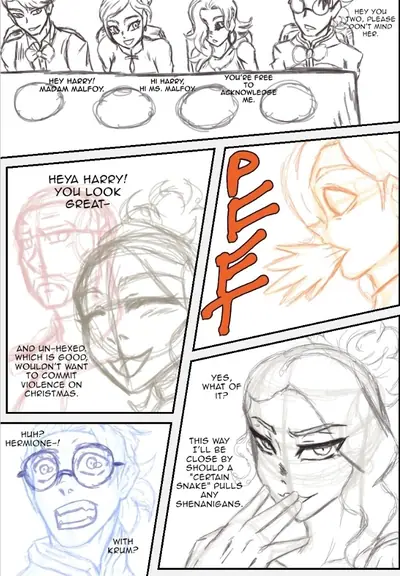 HEY YOU
TWO, PLEASE
DON'T MIND
HER.
HEY HARRY!
MADAM MALFOY.
HI HARRY,
HI MS. MALFOY
YOU'RE FREE
TO
ACKNOWLEDGE
ME.
HEYA HARRY!
YOU LOOK
GREAT-
AND UN-HEXED.
WHICH IS GOOD,
WOULDN'T WANT
TO COMMIT
VIOLENCE ON
CHRISTMAS.
PFFFT
YES,
WHAT OF
IT?
THIS WAY
I'LL BE
CLOSE BY
SHOULD A
"CERTAIN
SNAKE" PULLS
ANY
SHENANIGANS.
HUH?
HERMIONE-!
WITH
KRUM?